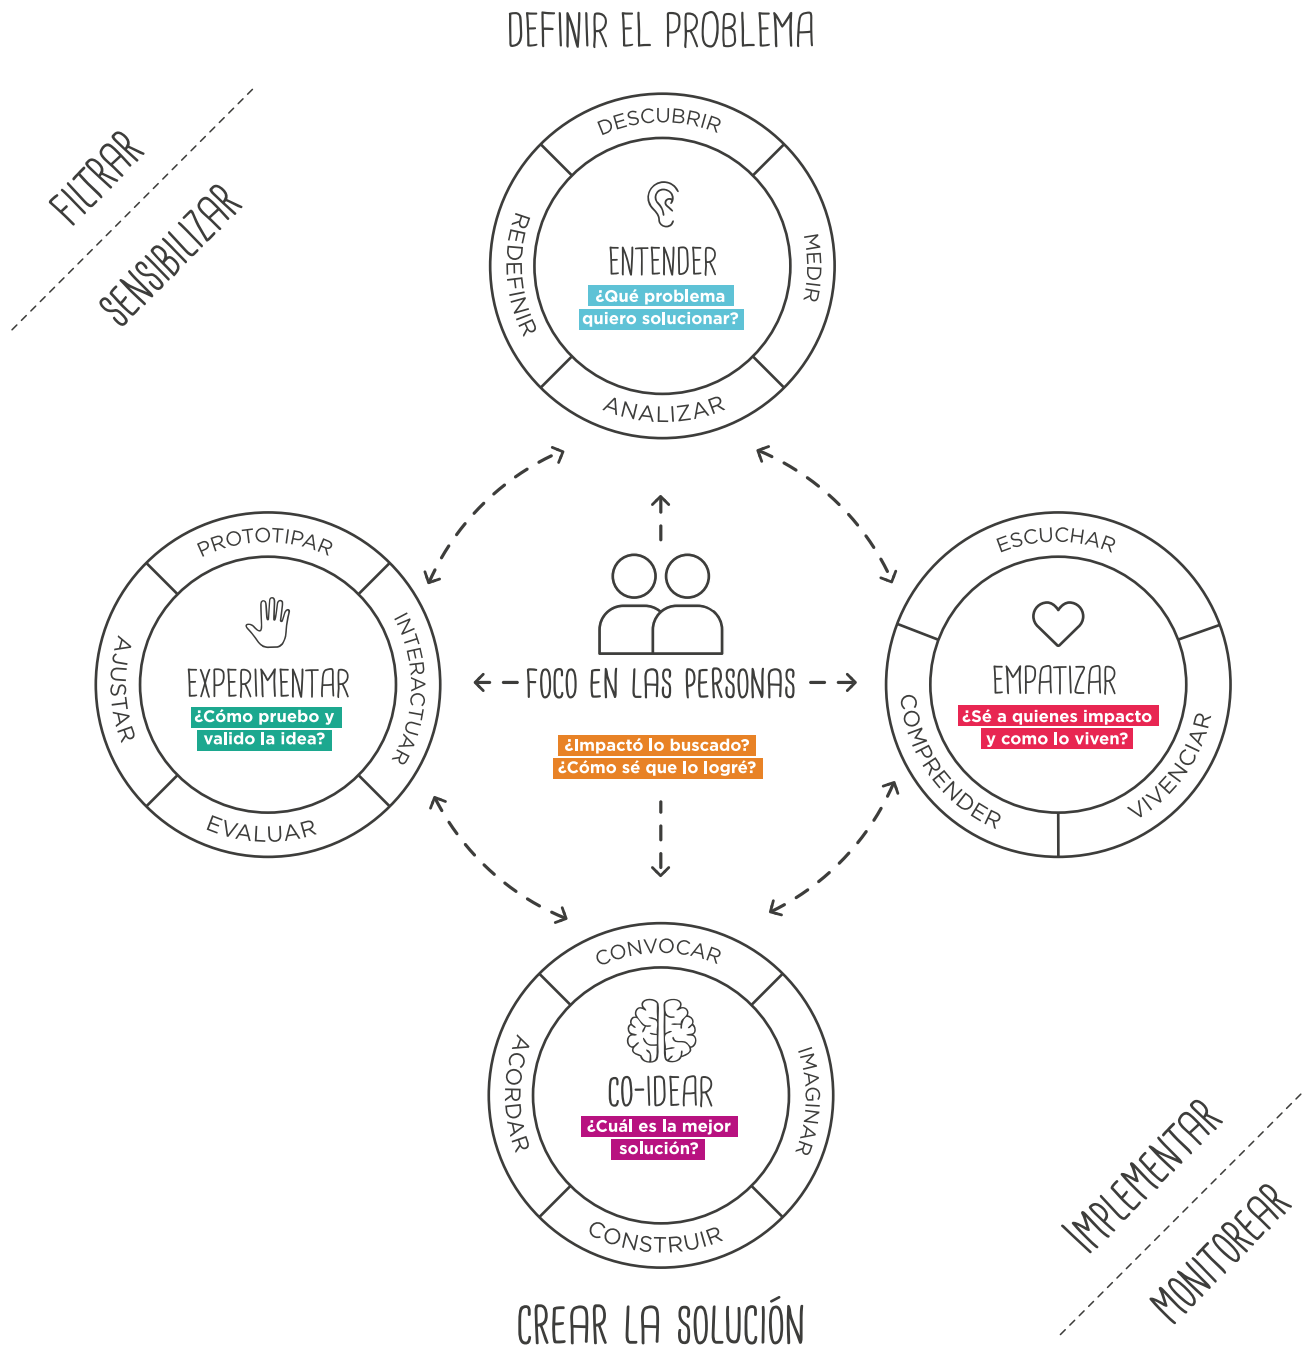 DEFINIR EL PROBLEMA
FILTRAR
SENSIBILIZAR
DESCUBRIR
MEDIR
ANALIZAR
REDEFINIR
ENTENDER
¿Qué problema
quiero solucionar?
PROTOTIPAR
INTERACTUAR
EVALUAR
AJUSTAR
EXPERIMENTAR
¿Cómo pruebo y
valido la idea?
FOCO EN LAS PERSONAS
¿Impactó lo buscado?
¿Cómo sé que lo logré?
ESCUCHAR
VIVENCIAR
COMPRENDER
EMPATIZAR
¿Sé a quienes impacto
y como lo viven?
CONVOCAR
IMAGINAR
CONSTRUIR
ACORDAR
CO-IDEAR
¿Cuál es la mejor
solución?
IMPLEMENTAR
MONITOREAR
CREAR LA SOLUCIÓN